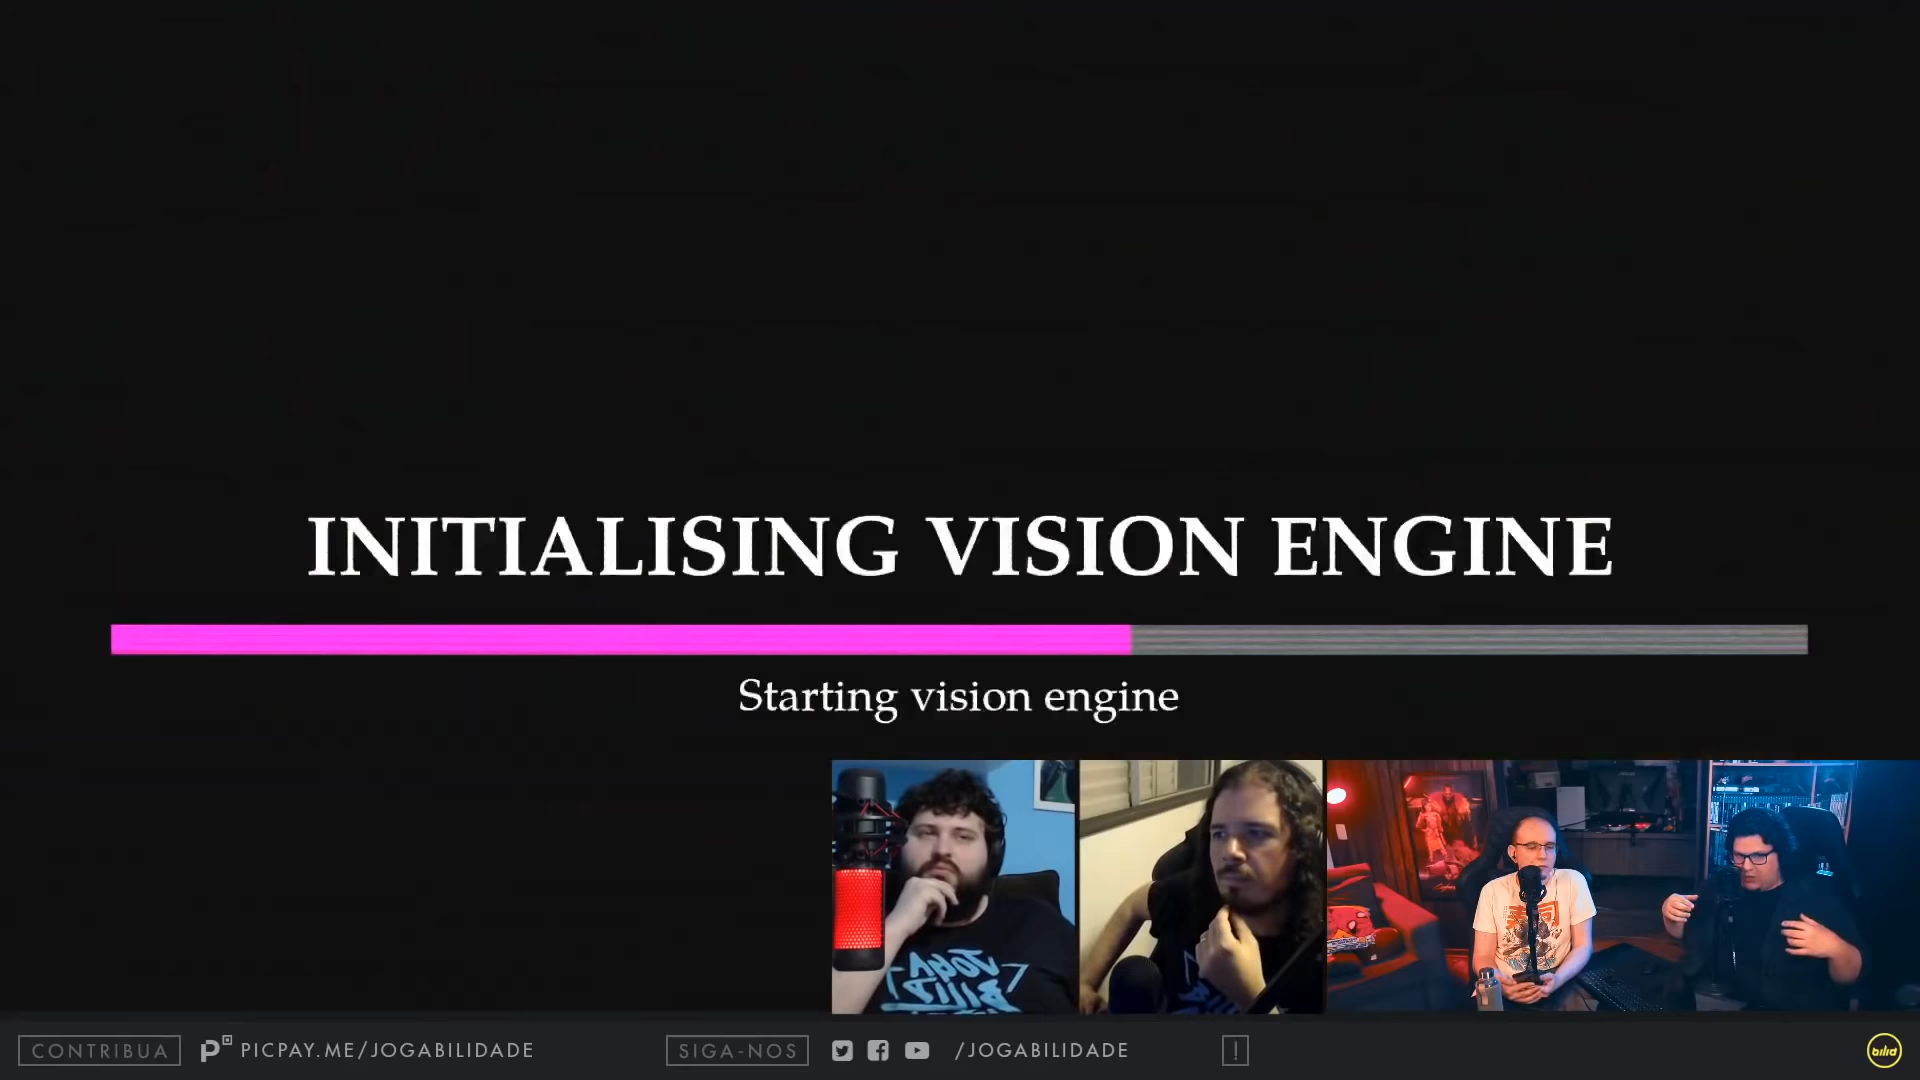 INITIALISING VISION ENGINE
Starting vision engine
CONTRIBUA
PICPAY.ME/JOGABILIDADE
SIGA-NOS
/JOGABILIDADE
!